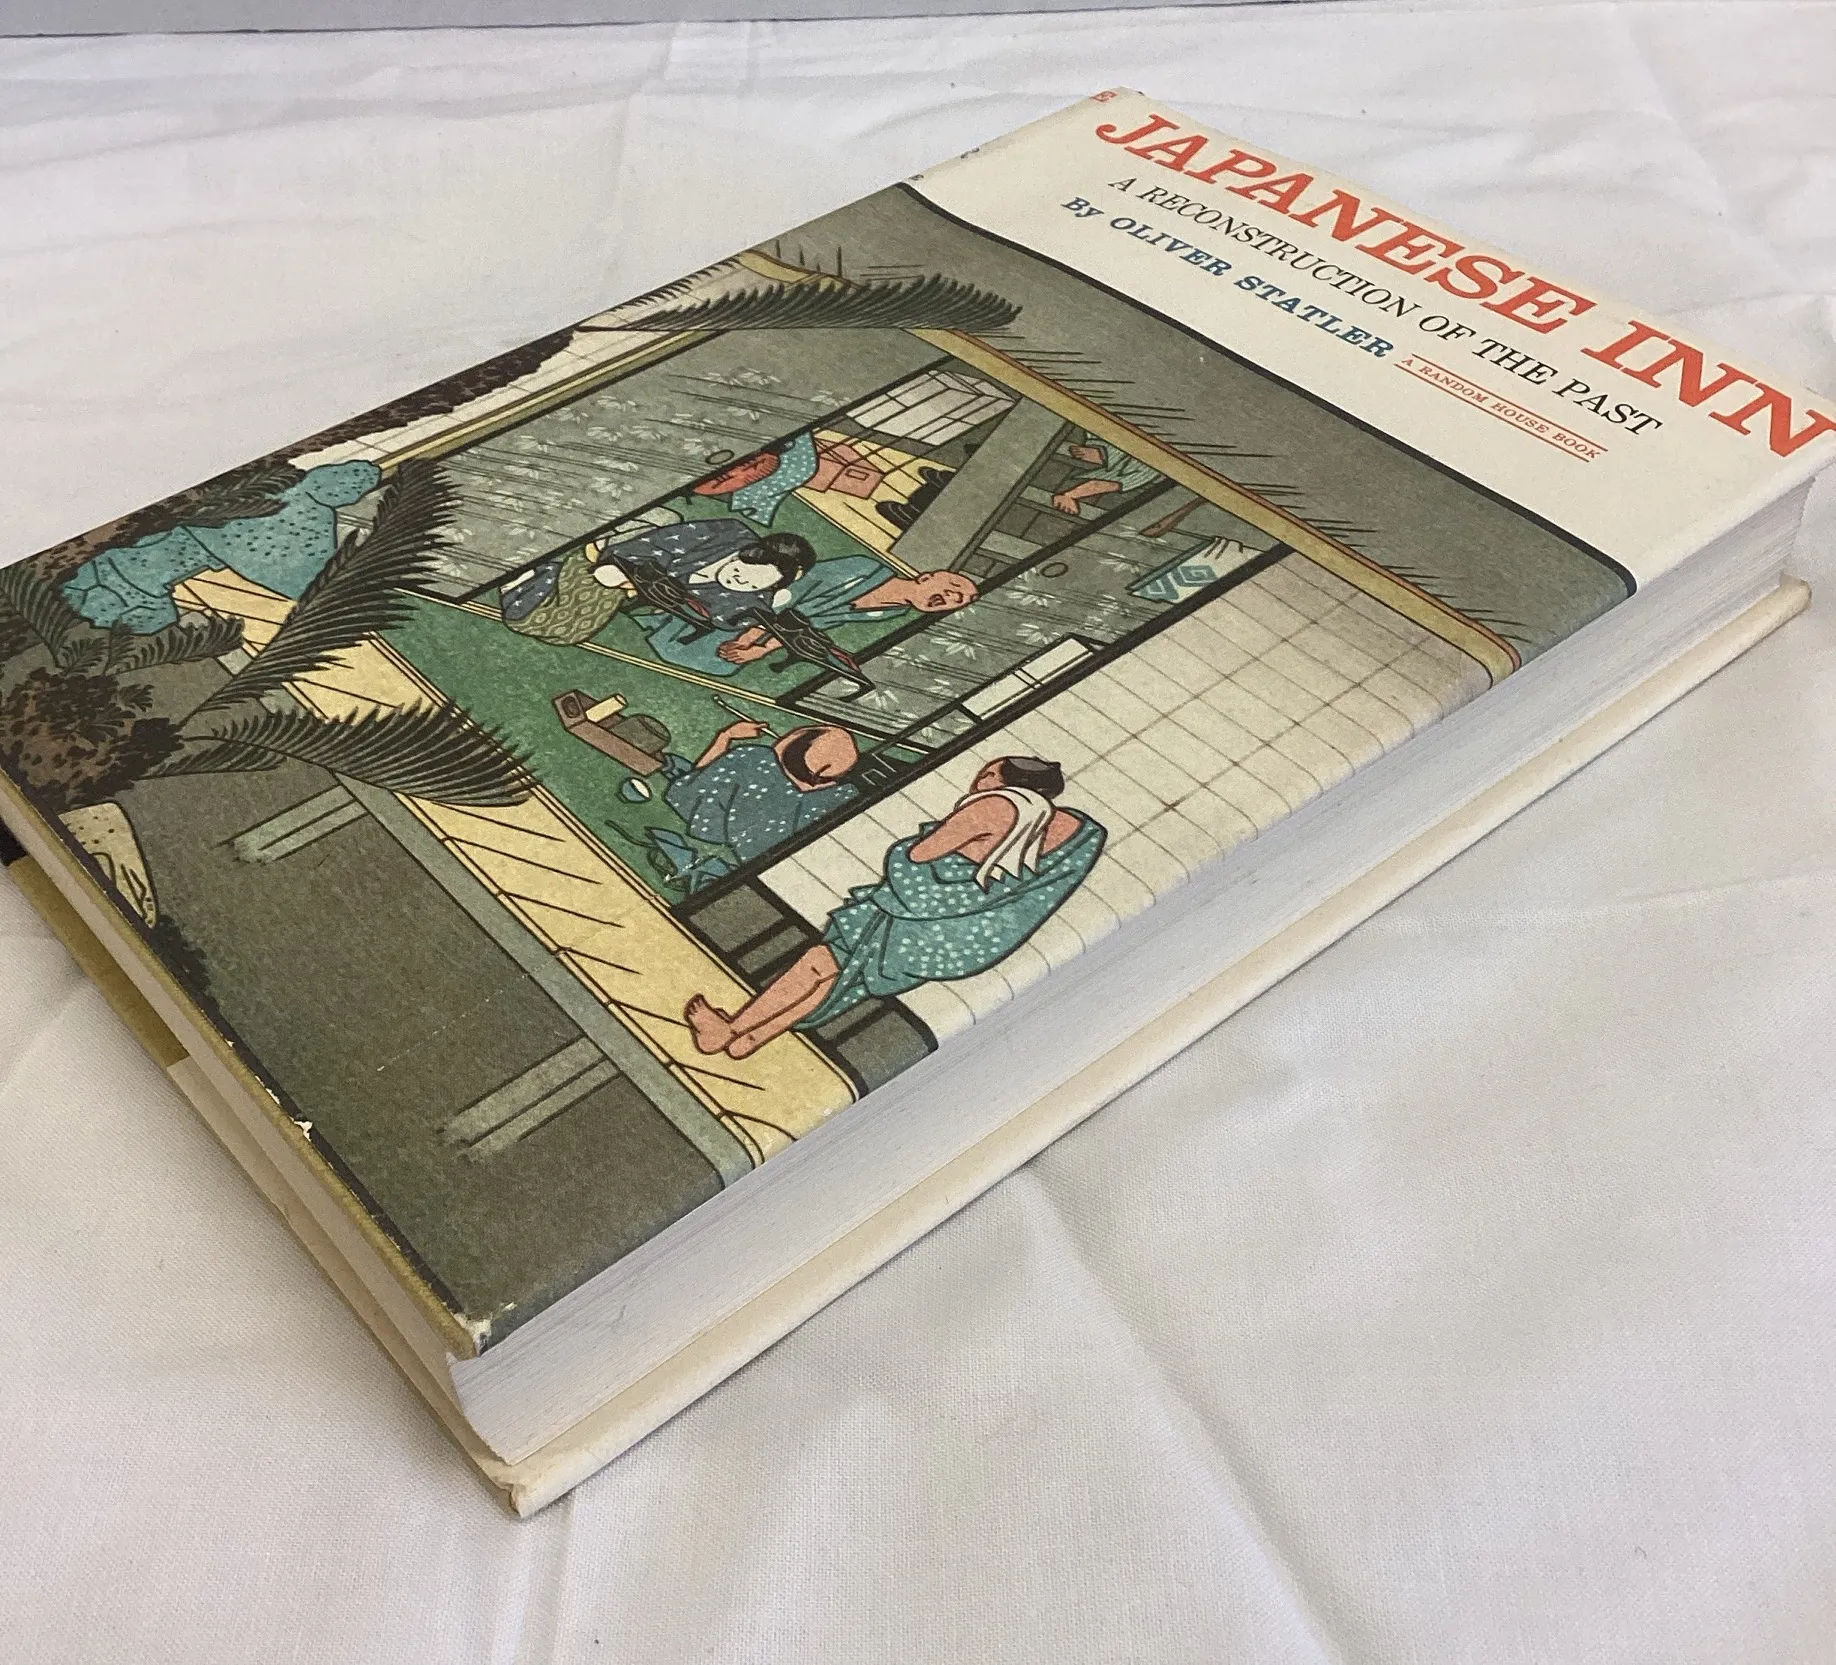 JAPANESE INN
A RECONSTRUCTION OF THE PAST
By OLIVER STATLER
A RANDOM HOUSE BOOK
E